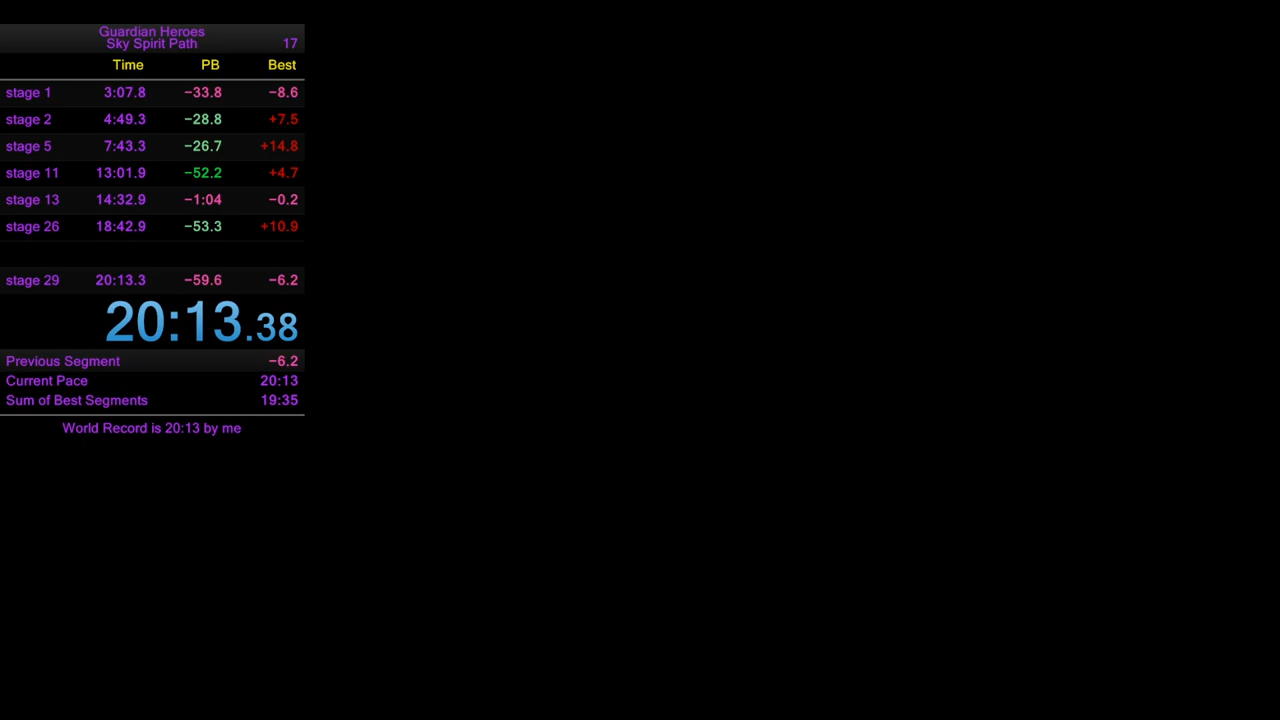 Guardian Heroes
Sky Spirit Path 17
Time PB Best
stage 1 3:07.8 −33.8 −8.6
stage 2 4:49.3 −28.8 +7.5
stage 5 7:43.3 −26.7 +14.8
stage 11 13:01.9 −52.2 +4.7
stage 13 14:32.9 −1:04 −0.2
stage 26 18:42.9 −53.3 +10.9
stage 29 20:13.3 −59.6 −6.2
20:13.38
Previous Segment −6.2
Current Pace 20:13
Sum of Best Segments 19:35
World Record is 20:13 by me